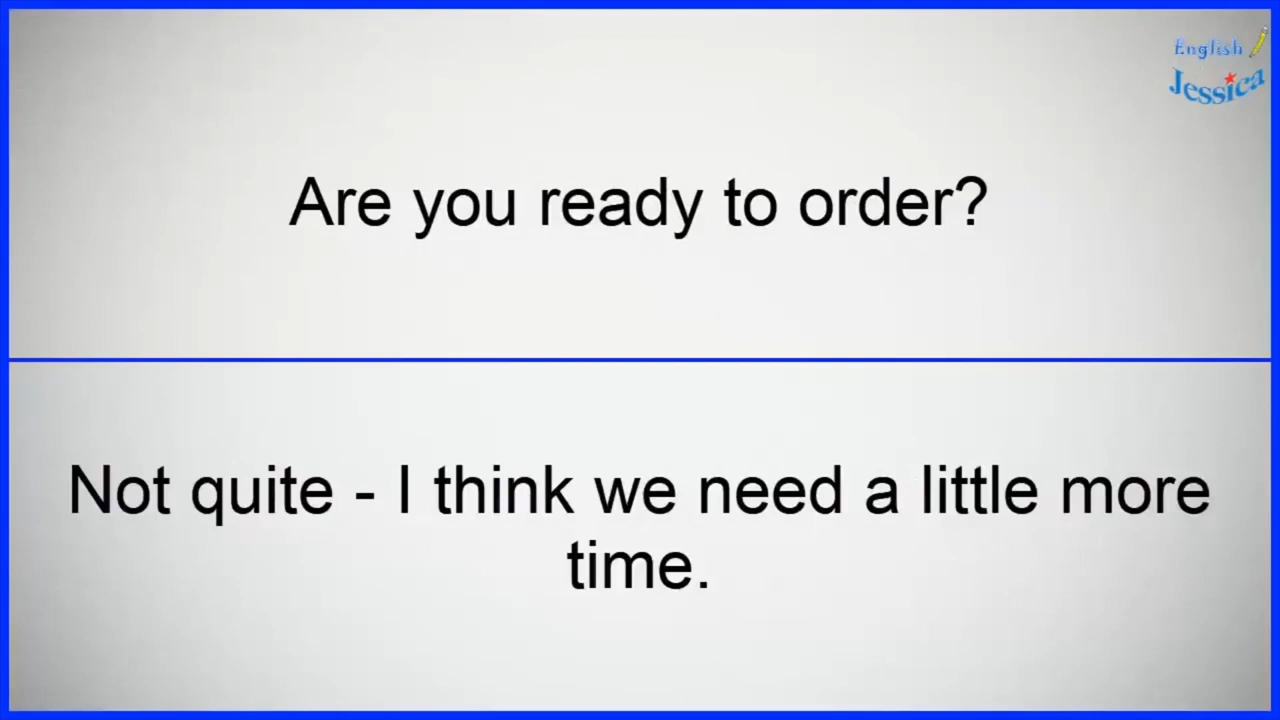 English
Jessica
Are you ready to order?
Not quite - I think we need a little more
time.